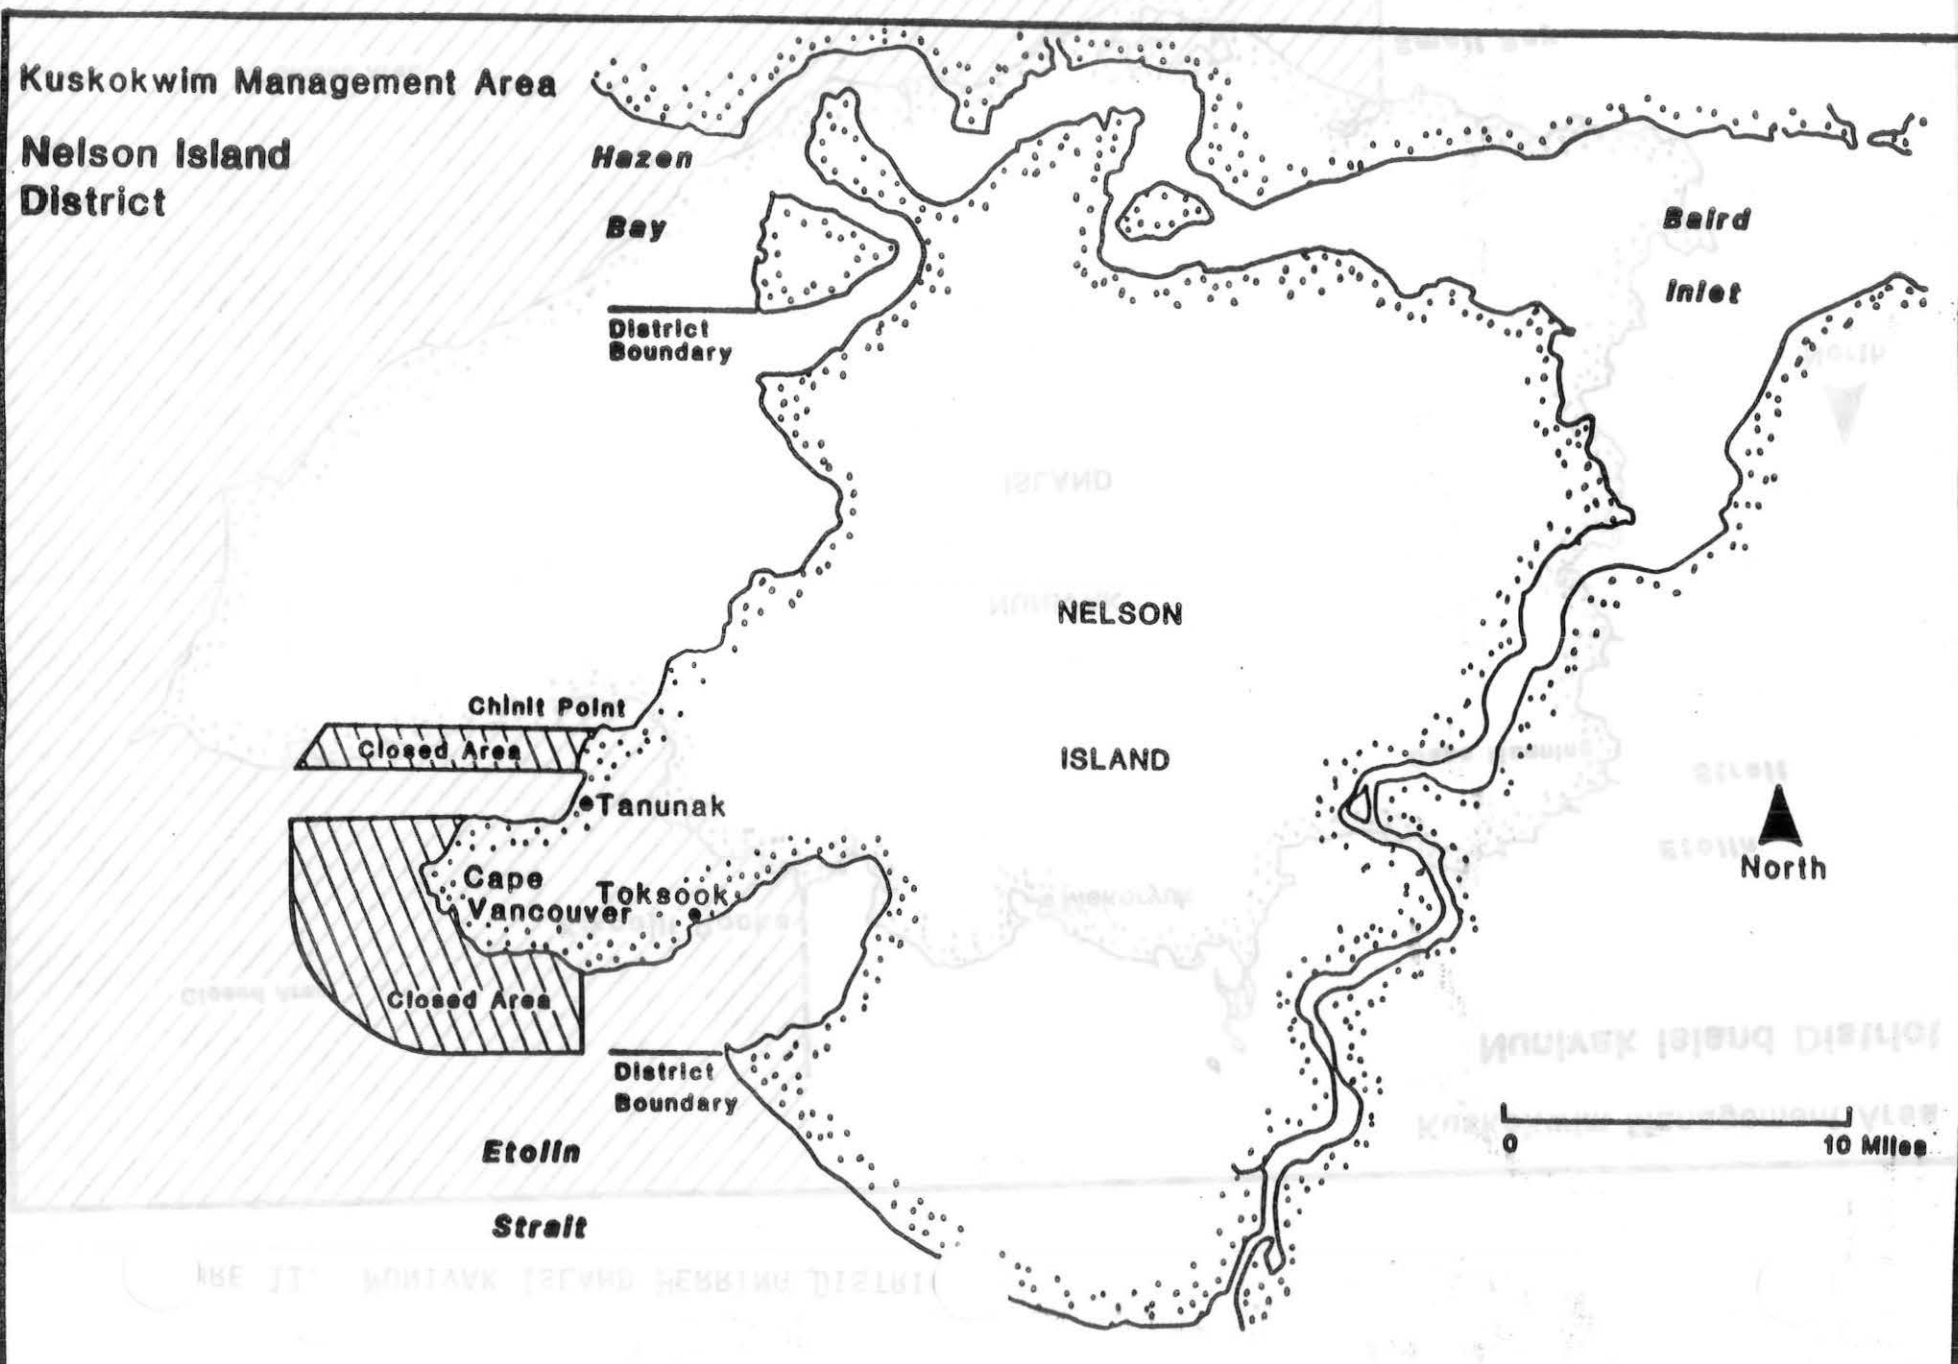 Kuskokwim Management Area
Nelson Island
District
Hazen
Bay
Baird
Inlet
District
Boundary
NELSON
ISLAND
Chinit Point
Closed Area
Tanunak
Cape
Vancouver
Toksook
Closed Area
North
District
Boundary
Etolin
Strait
0
10 Miles